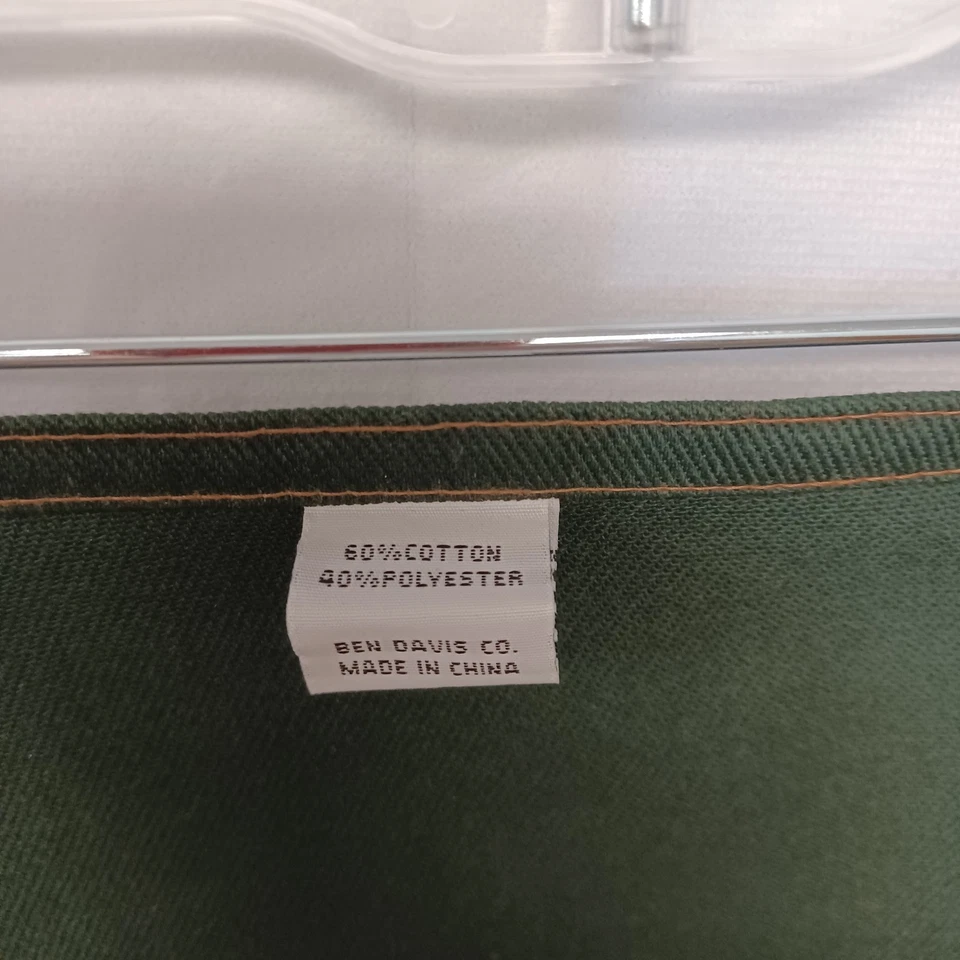 60%COTTON
40%POLYESTER
BEN DAVIS CO.
MADE IN CHINA